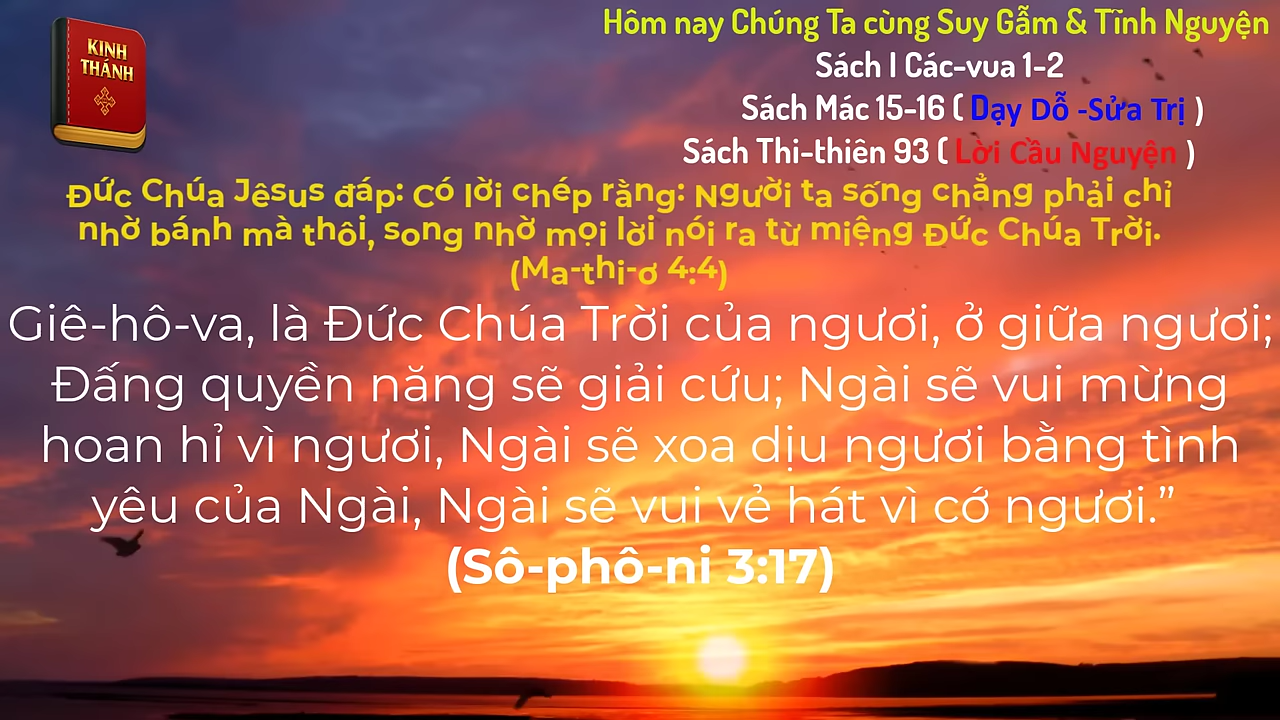 KINH
THÁNH
Hôm nay Chúng Ta cùng Suy Gẫm & Tĩnh Nguyện
Sách I Các-vua 1-2
Sách Mác 15-16 ( Dạy Dỗ -Sửa Trị )
Sách Thi-thiên 93 ( Lời Cầu Nguyện )
Đức Chúa Jêsus đáp: Có lời chép rằng: Người ta sống chẳng phải chỉ
nhờ bánh mà thôi, song nhờ mọi lời nói ra từ miệng Đức Chúa Trời.
(Ma-thi-ơ 4:4)
Giê-hô-va, là Đức Chúa Trời của ngươi, ở giữa ngươi;
Đấng quyền năng sẽ giải cứu; Ngài sẽ vui mừng
hoan hỉ vì ngươi, Ngài sẽ xoa dịu ngươi bằng tình
yêu của Ngài, Ngài sẽ vui vẻ hát vì cớ ngươi.”
(Sô-phô-ni 3:17)